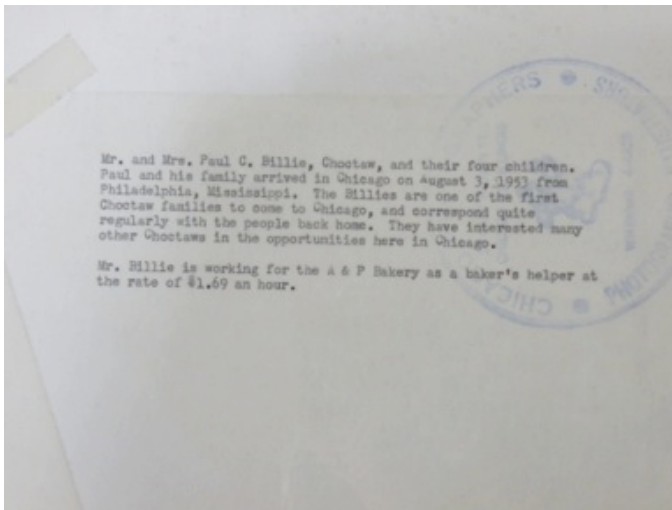 Mr. and Mrs. Paul C. Billie, Choctaw, and their four children.
Paul and his family arrived in Chicago on August 3, 1953 from
Philadelphia, Mississippi. The Billies are one of the first
Choctaw families to come to Chicago, and correspond quite
regularly with the people back home. They have interested many
other Choctaws in the opportunities here in Chicago.
Mr. Billie is working for the A & P Bakery as a baker's helper at
the rate of $1.69 an hour.
CHICAGO